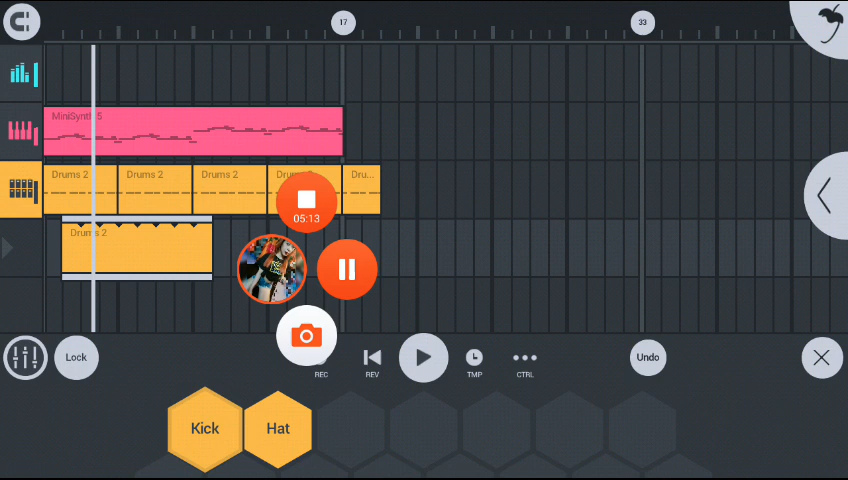 17
33
MiniSynth 5
Drums 2
Drums 2
Drums 2
Drums 2
Dru...
Drums 2
05:13
Lock
REC
REV
TMP
CTRL
Undo
Kick
Hat